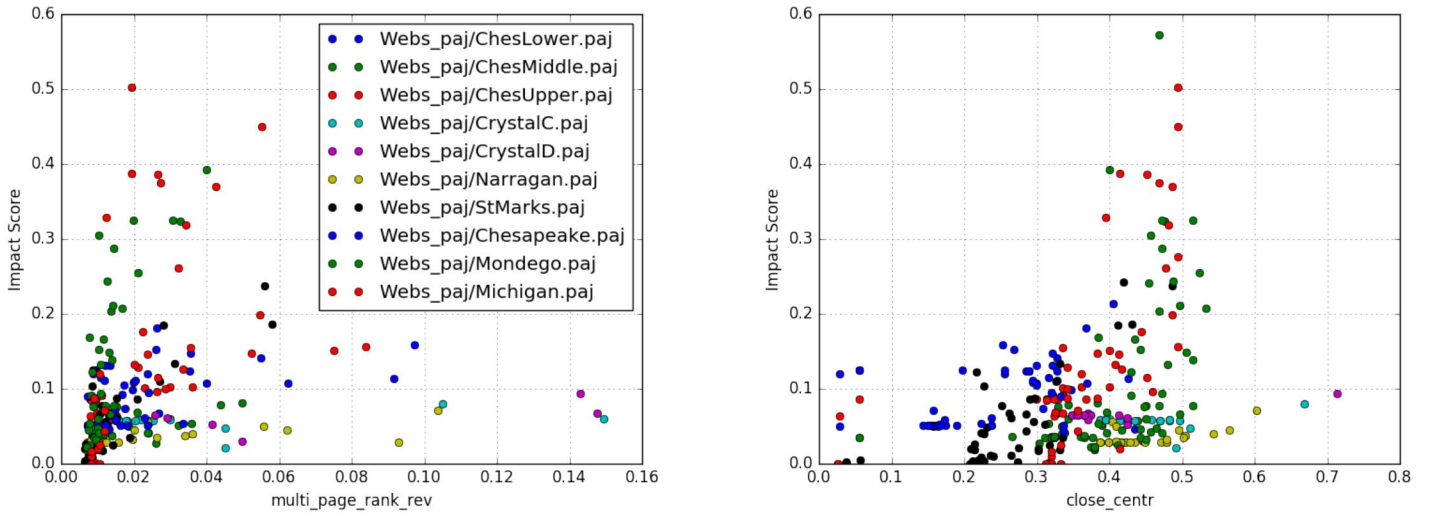 0.6
0.5
0.4
0.3
0.2
0.1
0.0
Impact Score
0.00
0.02
0.04
0.06
0.08
0.10
0.12
0.14
0.16
multi_page_rank_rev
Webs_paj/ChesLower.paj
Webs_paj/ChesMiddle.paj
Webs_paj/ChesUpper.paj
Webs_paj/CrystalC.paj
Webs_paj/CrystalD.paj
Webs_paj/Narragan.paj
Webs_paj/StMarks.paj
Webs_paj/Chesapeake.paj
Webs_paj/Mondego.paj
Webs_paj/Michigan.paj
0.6
0.5
0.4
0.3
0.2
0.1
0.0
Impact Score
0.0
0.1
0.2
0.3
0.4
0.5
0.6
0.7
0.8
close_centr